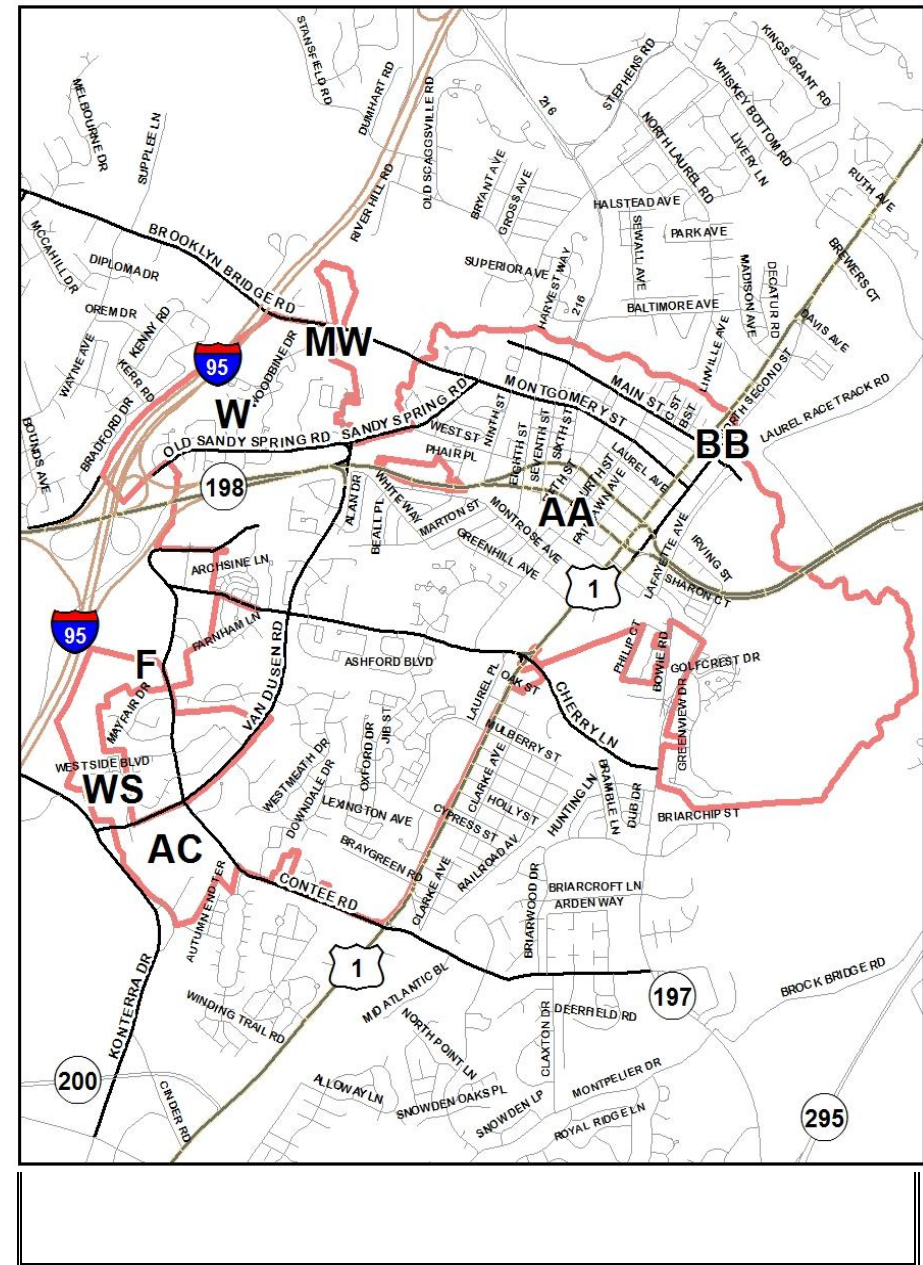 STANSFIELD RD
DUMHART RD
OLD SCAGGSVILLE RD
216
STEPHENS RD
KINGS GRANT RD
WHISKEY BOTTOM RD
MELBOURNE DR
SUPPLEE LN
NORTH LAUREL RD
LIVERY LN
RUTH AVE
BRYANT AVE
GROSS AVE
RIVER HILL RD
HALSTEAD AVE
SEWALL AVE
PARK AVE
BREWERS CT
BROOKLYN BRIDGE RD
MCCAHILL DR
DIPLOMA DR
SUPERIOR AVE
HARVEST WAY
216
MADISON AVE
DECATUR RD
OREM DR
KENNY RD
BALTIMORE AVE
DAVIS AVE
WAYNE AVE
KERR RD
95
WOODBINE DR
MW
LINVILLE AVE
SECOND ST
MAIN ST
C ST
B ST
MONTGOMERY ST
LAUREL RACE TRACK RD
BRADFORD DR
W
BOUNDS AVE
OLD SANDY SPRING RD
SANDY SPRING RD
WEST ST
PHAIR PL
NINTH ST
EIGHTH ST
SEVENTH ST
SIXTH ST
LAUREL AVE
BB
198
ALAN DR
BEALL PL
WHITE WAY
MARTON ST
MONTROSE AVE
GREENHILL AVE
AA
LAFAYETTE AVE
IRVING ST
SHARON CT
1
ARCHSINE LN
95
FARNHAM LN
VAN DUSEN RD
ASHFORD BLVD
LAUREL PL
OAK ST
CHERRY LN
PHILIP CT
BOWIE RD
GOLFCREST DR
GREENVIEW DR
F
MAYFAIR DR
WESTSIDE BLVD
WS
WESTMEATH DR
DOWNDALE DR
OXFORD DR
JIB ST
MULBERRY ST
CLARKE AVE
HOLLY ST
CYPRESS ST
RAILROAD AV
HUNTING LN
BRAMBLE LN
DUB DR
BRIARCHIP ST
AC
LEXINGTON AVE
BRAYGREEN RD
CONTEE RD
CLARKE AVE
AUTUMN END TER
BRIARWOOD DR
BRIARCROFT LN
ARDEN WAY
1
KONTERRA DR
WINDING TRAIL RD
MID ATLANTIC BL
NORTH POINT LN
197
BROCK BRIDGE RD
CLAXTON DR
DEERFIELD RD
200
CINDER RD
ALLOWAY LN
SNOWDEN OAKS PL
SNOWDEN LP
MONTPELIER DR
ROYAL RIDGE LN
295